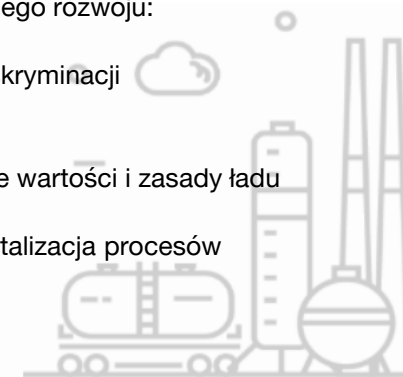 ego rozwoju:
kryminacji
e wartości i zasady ładu
talizacja procesów